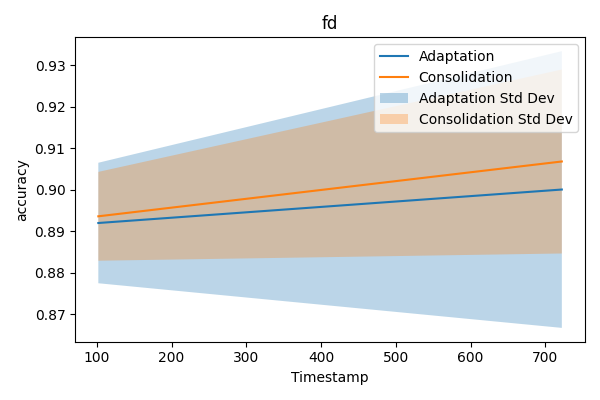 fd
Adaptation
Consolidation
Adaptation Std Dev
Consolidation Std Dev
0.93
0.92
0.91
0.90
0.89
0.88
0.87
accuracy
100
200
300
400
500
600
700
Timestamp